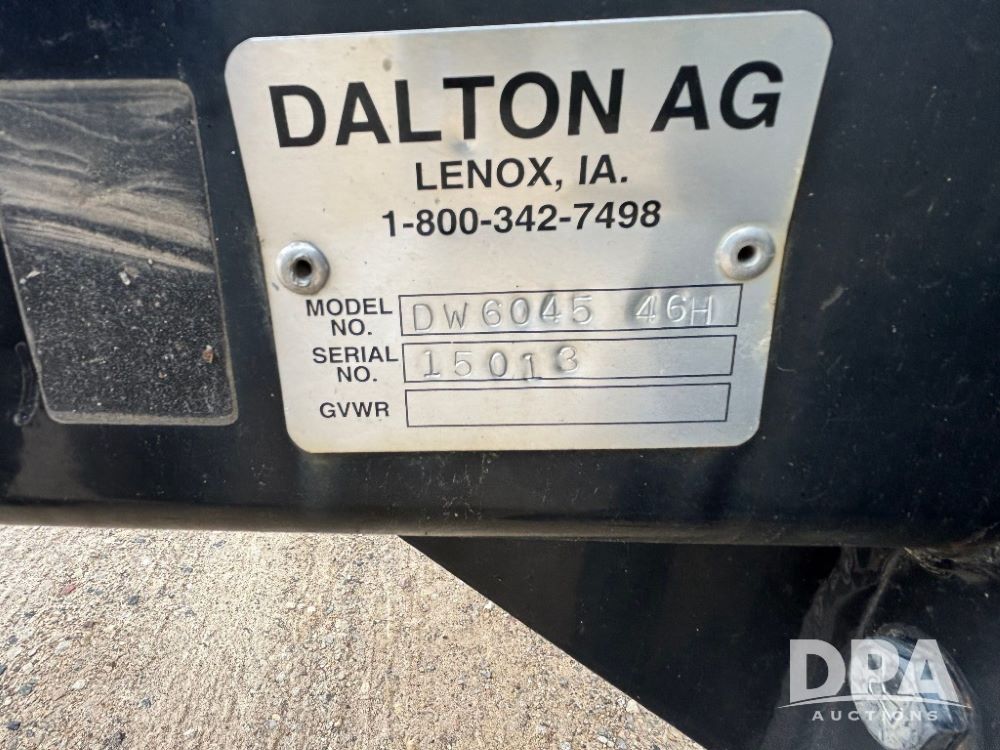 DALTON AG
LENOX, IA.
1-800-342-7498
MODEL NO. DW6045 46H
SERIAL NO. 15013
GVWR
DPA
AUCTIONS